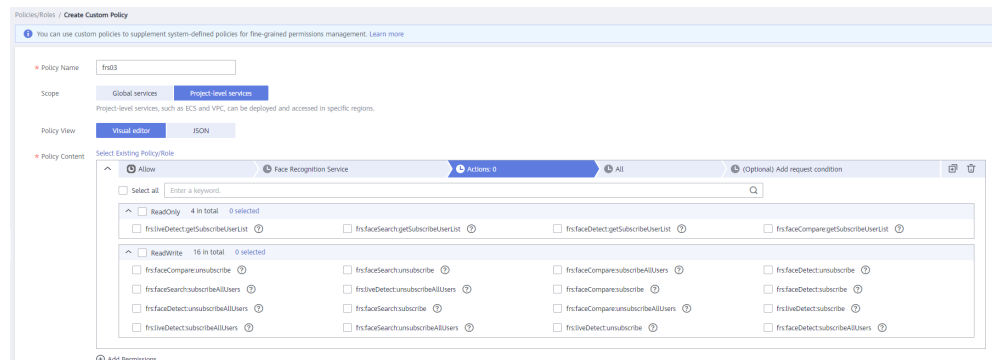 Policies/Roles / Create Custom Policy
You can use custom policies to supplement system-defined policies for fine-grained permissions management. Learn more
* Policy Name frs03
Scope Global services Project-level services
Project-level services, such as ECS and VPC, can be deployed and accessed in specific regions.
Policy View Visual editor JSON
* Policy Content Select Existing Policy/Role
Allow Face Recognition Service Actions: 0 All (Optional) Add request condition
Select all Enter a keyword.
ReadOnly 4 in total 0 selected
frs:liveDetect:getSubscribeUserList frs:faceSearch:getSubscribeUserList frs:faceDetect:getSubscribeUserList frs:faceCompare:getSubscribeUserList
ReadWrite 16 in total 0 selected
frs:faceCompare:unsubscribe frs:faceSearch:unsubscribe frs:faceCompare:subscribeAllUsers frs:faceDetect:unsubscribe
frs:faceSearch:subscribeAllUsers frs:liveDetect:unsubscribeAllUsers frs:faceCompare:subscribe frs:faceDetect:subscribe
frs:faceDetect:unsubscribeAllUsers frs:faceSearch:subscribe frs:faceCompare:unsubscribeAllUsers frs:liveDetect:subscribe
frs:liveDetect:subscribeAllUsers frs:faceSearch:unsubscribeAllUsers frs:liveDetect:unsubscribe frs:faceDetect:subscribeAllUsers
Add Permissions